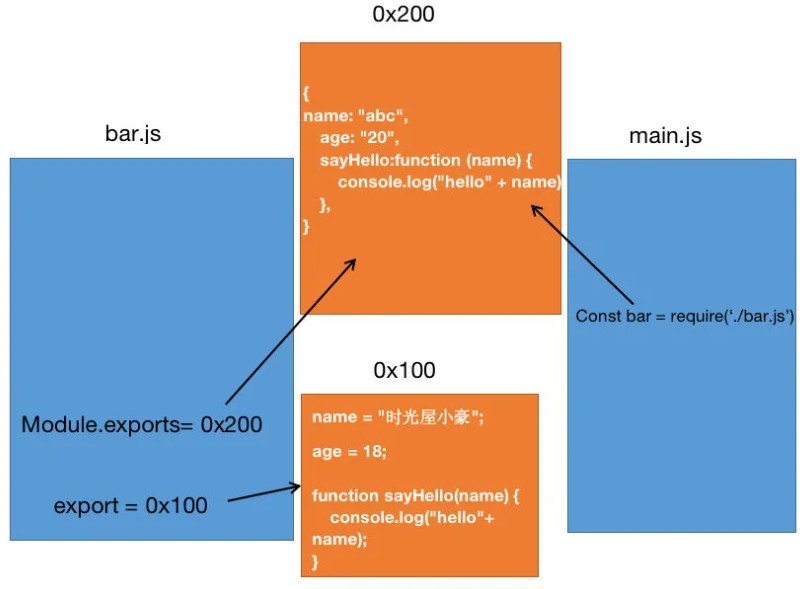 0x200
{
name: "abc",
age: "20",
sayHello:function (name) {
console.log("hello" + name)
},
}
bar.js
Module.exports= 0x200
export = 0x100
main.js
Const bar = require('./bar.js')
0x100
name = "时光屋小豪";
age = 18;
function sayHello(name) {
console.log("hello"+
name);
}